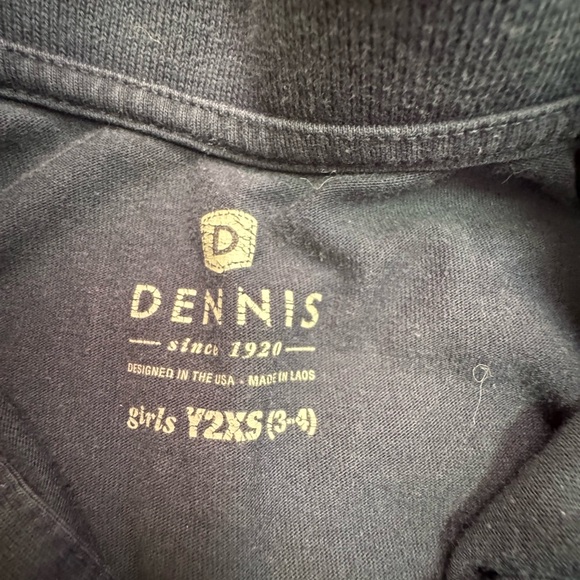 D
DENNIS
since 1920
DESIGNED IN THE USA - MADE IN LAOS
girls Y2XS (3-4)